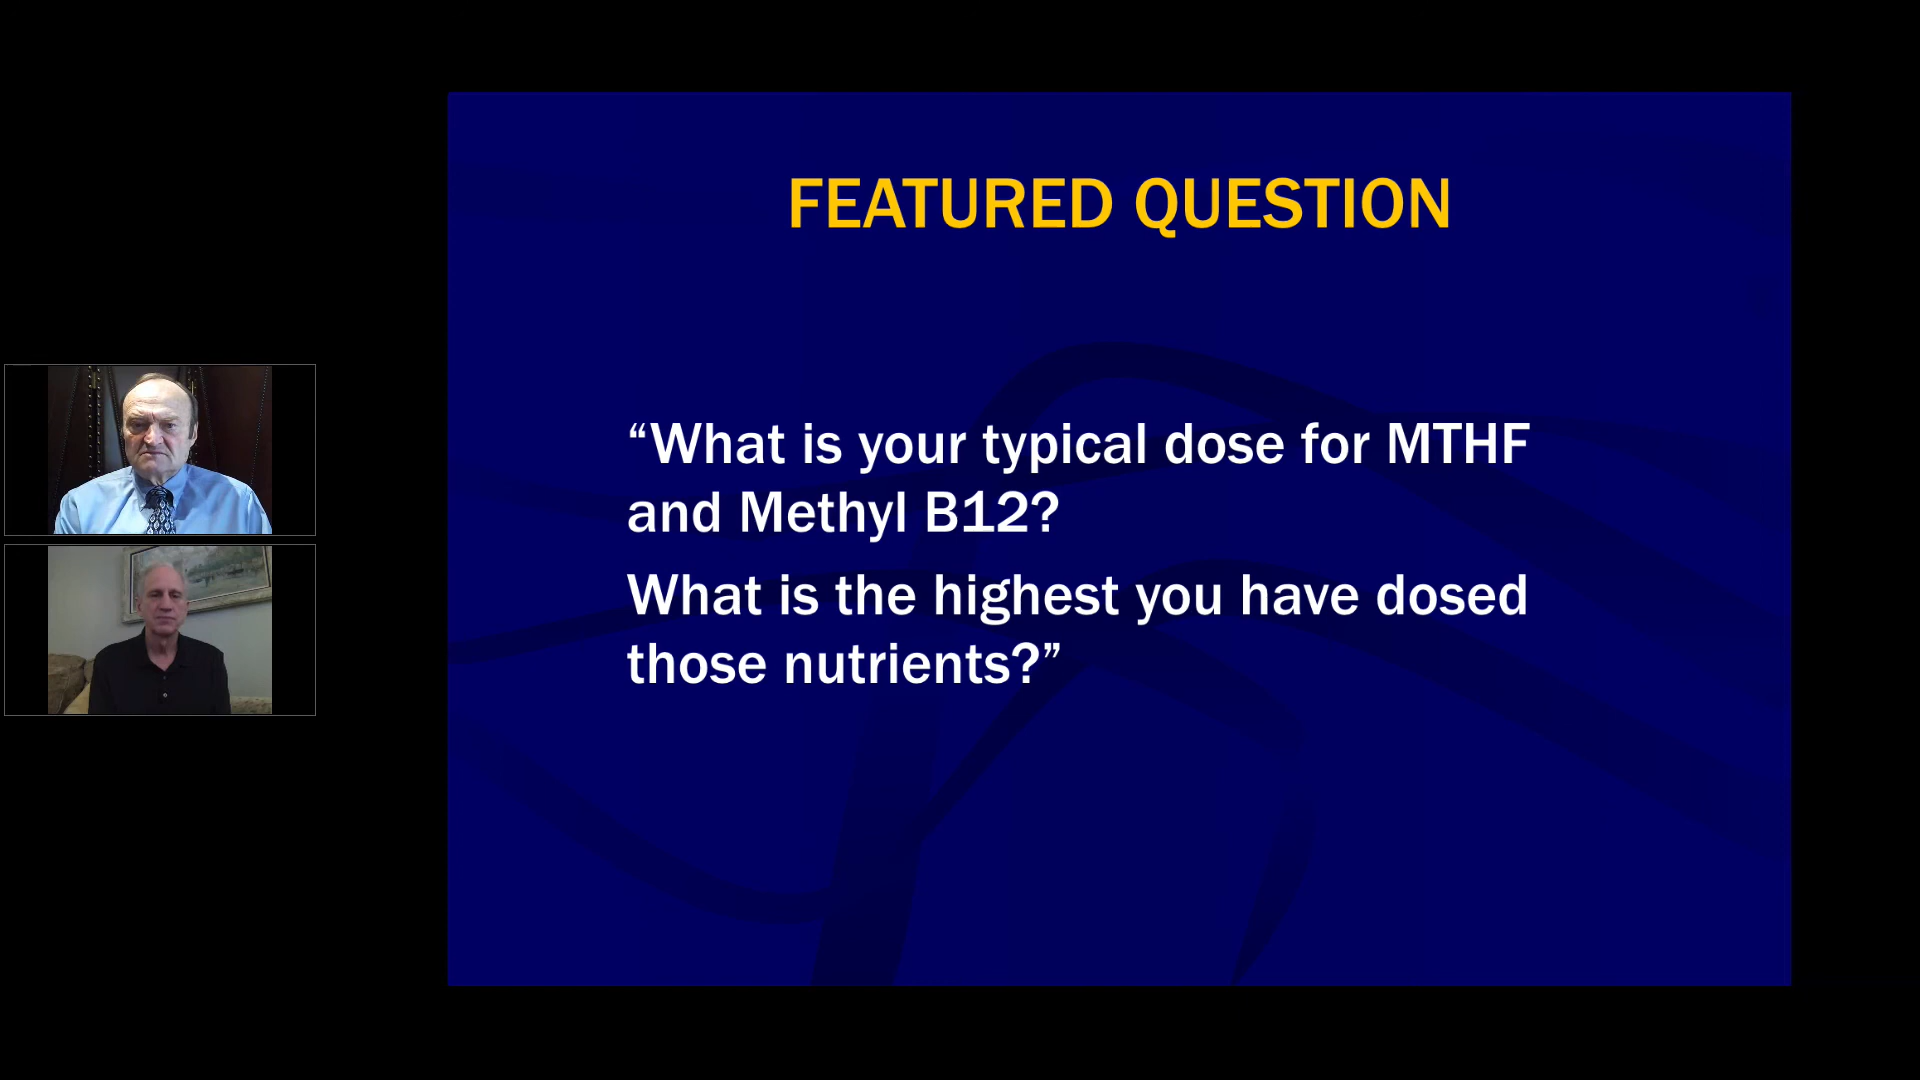 FEATURED QUESTION
“What is your typical dose for MTHF
and Methyl B12?
What is the highest you have dosed
those nutrients?”